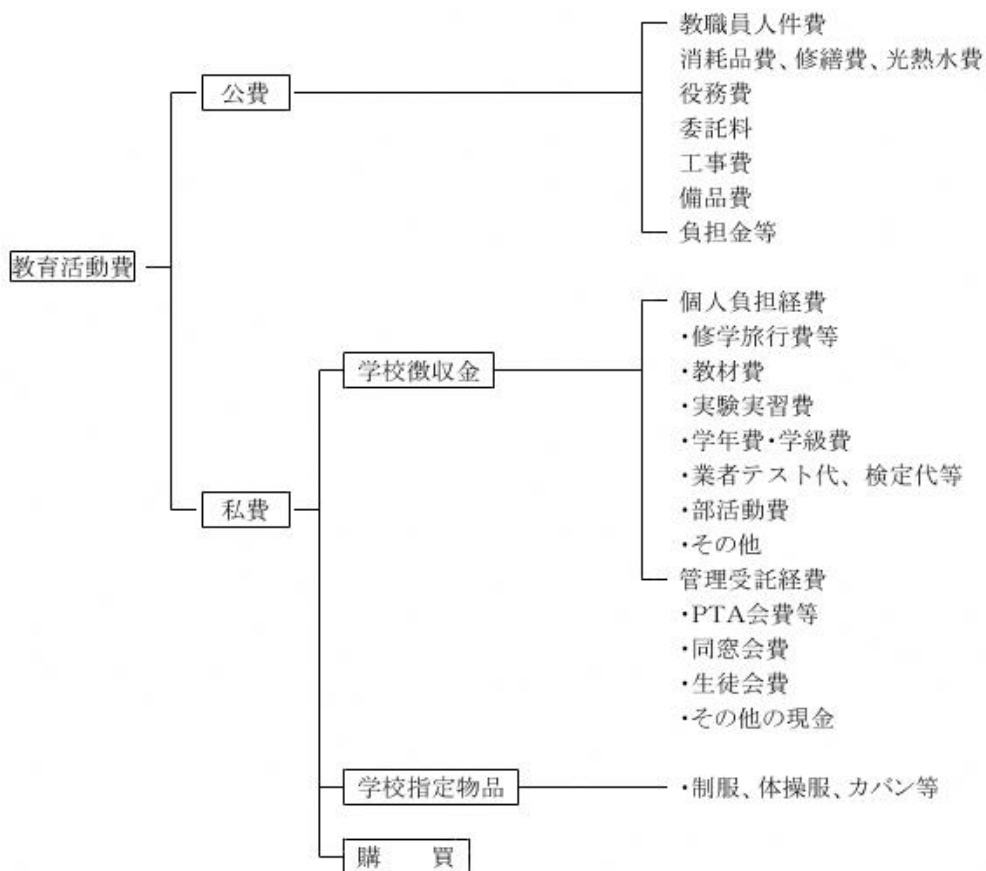 教職員人件費
消耗品費、修繕費、光熱水費
公費
役務費
委託料
工事費
備品費
負担金等
教育活動費
個人負担経費
・修学旅行費等
学校徴収金
・教材費
・実験実習費
・学年費・学級費
・業者テスト代、検定代等
私費
・部活動費
・その他
管理受託経費
・PTA会費等
・同窓会費
・生徒会費
・その他の現金
学校指定物品
・制服、体操服、カバン等
購買